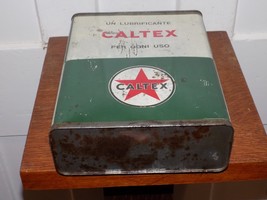 UN LUBRIFICANTE
CALTEX
PER OGNI USO
CALTEX